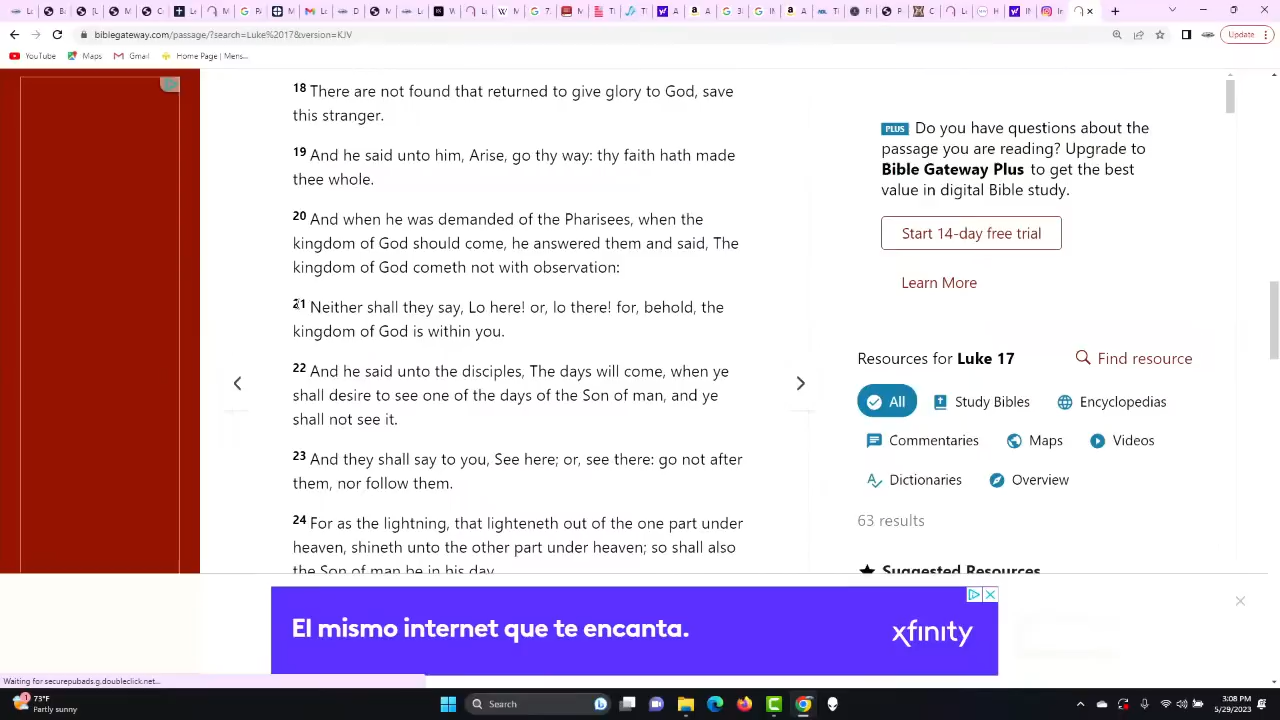 biblegateway.com/passage/?search=Luke%2017&version=KJV
Update
YouTube Maps Gmail Home Page | Mens...
18 There are not found that returned to give glory to God, save
this stranger.
19 And he said unto him, Arise, go thy way: thy faith hath made
thee whole.
20 And when he was demanded of the Pharisees, when the
kingdom of God should come, he answered them and said, The
kingdom of God cometh not with observation:
21 Neither shall they say, Lo here! or, lo there! for, behold, the
kingdom of God is within you.
22 And he said unto the disciples, The days will come, when ye
shall desire to see one of the days of the Son of man, and ye
shall not see it.
23 And they shall say to you, See here; or, see there: go not after
them, nor follow them.
24 For as the lightning, that lighteneth out of the one part under
heaven, shineth unto the other part under heaven; so shall also
the Son of man be in his day.
PLUS Do you have questions about the
passage you are reading? Upgrade to
Bible Gateway Plus to get the best
value in digital Bible study.
Start 14-day free trial
Learn More
Resources for Luke 17 Find resource
All Study Bibles Encyclopedias
Commentaries Maps Videos
Dictionaries Overview
63 results
Suggested Resources
El mismo internet que te encanta.
xfinity
Waiting for securepubads.g.doubleclick.net...
1 73°F
Partly sunny
Search
3:08 PM
5/29/2023